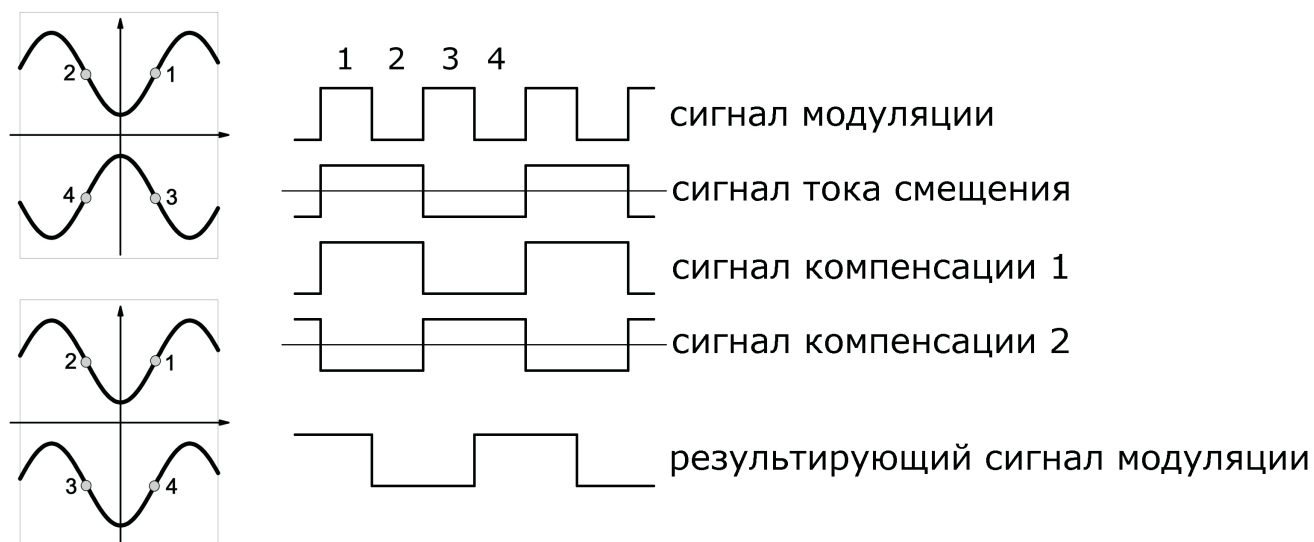 2 1
4 3
1 2 3 4
сигнал модуляции
сигнал тока смещения
сигнал компенсации 1
сигнал компенсации 2
2 1
3 4
результирующий сигнал модуляции